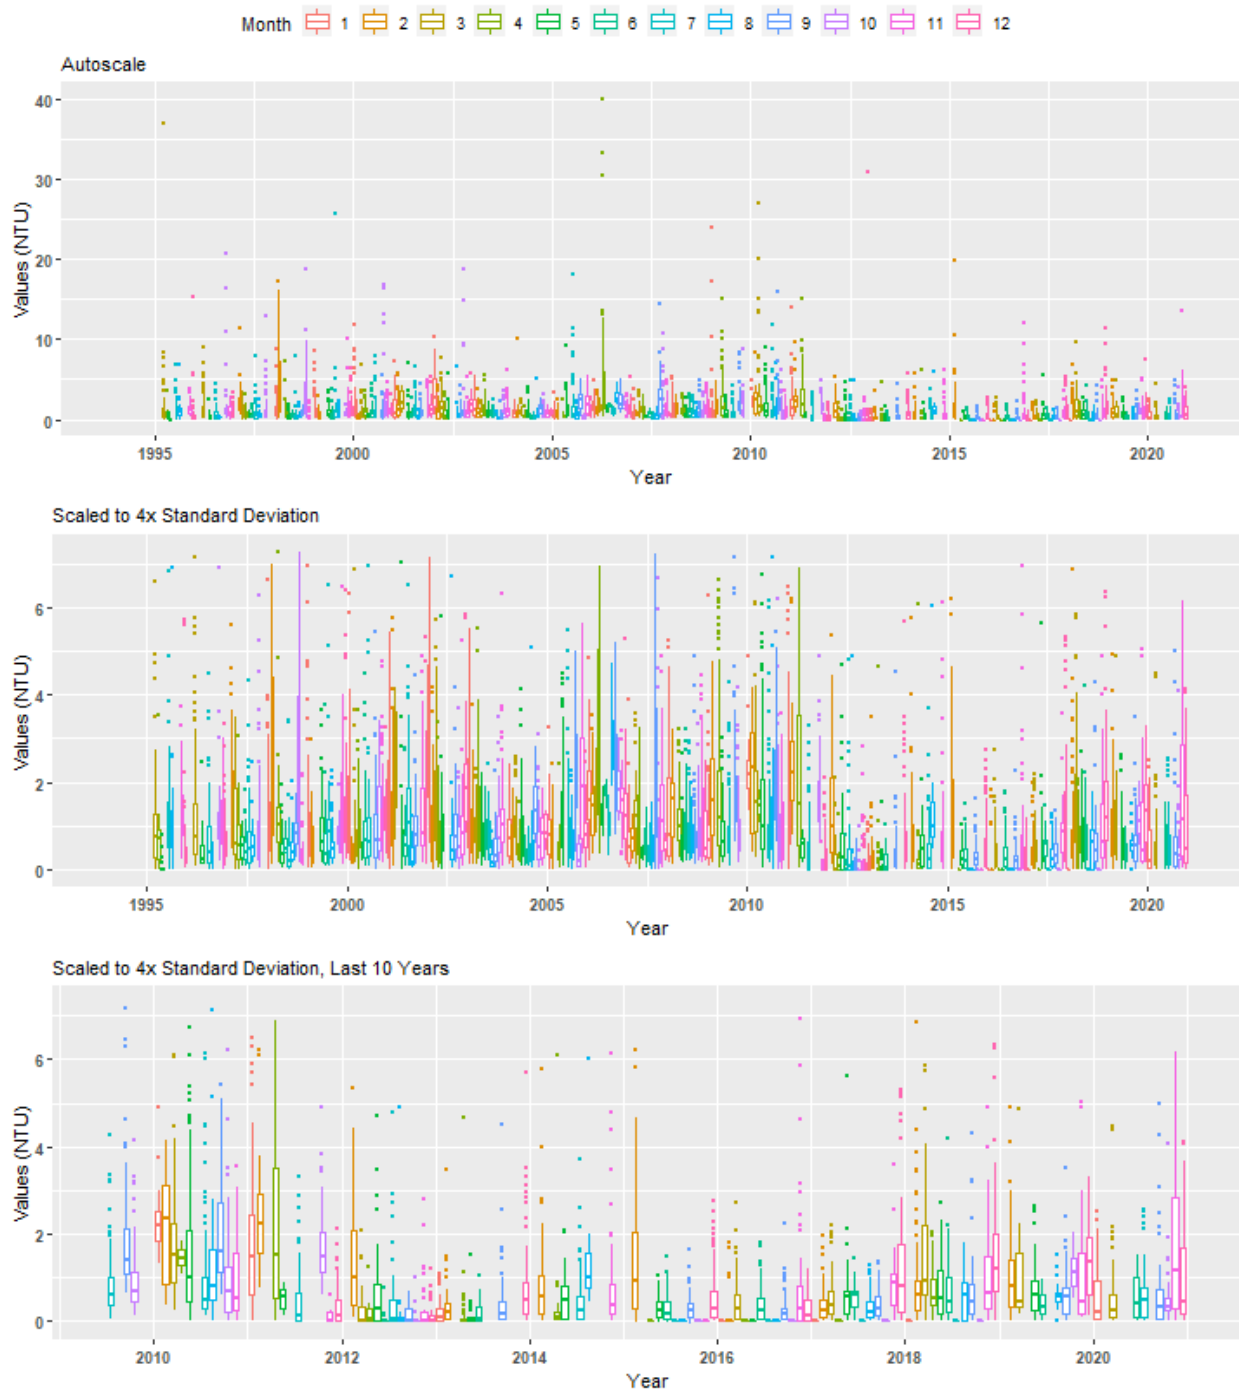 Month 1 2 3 4 5 6 7 8 9 10 11 12
Autoscale
Values (NTU)
40
30
20
10
0
1995 2000 2005 2010 2015 2020
Year
Scaled to 4x Standard Deviation
Values (NTU)
6
4
2
0
1995 2000 2005 2010 2015 2020
Year
Scaled to 4x Standard Deviation, Last 10 Years
Values (NTU)
6
4
2
0
2010 2012 2014 2016 2018 2020
Year